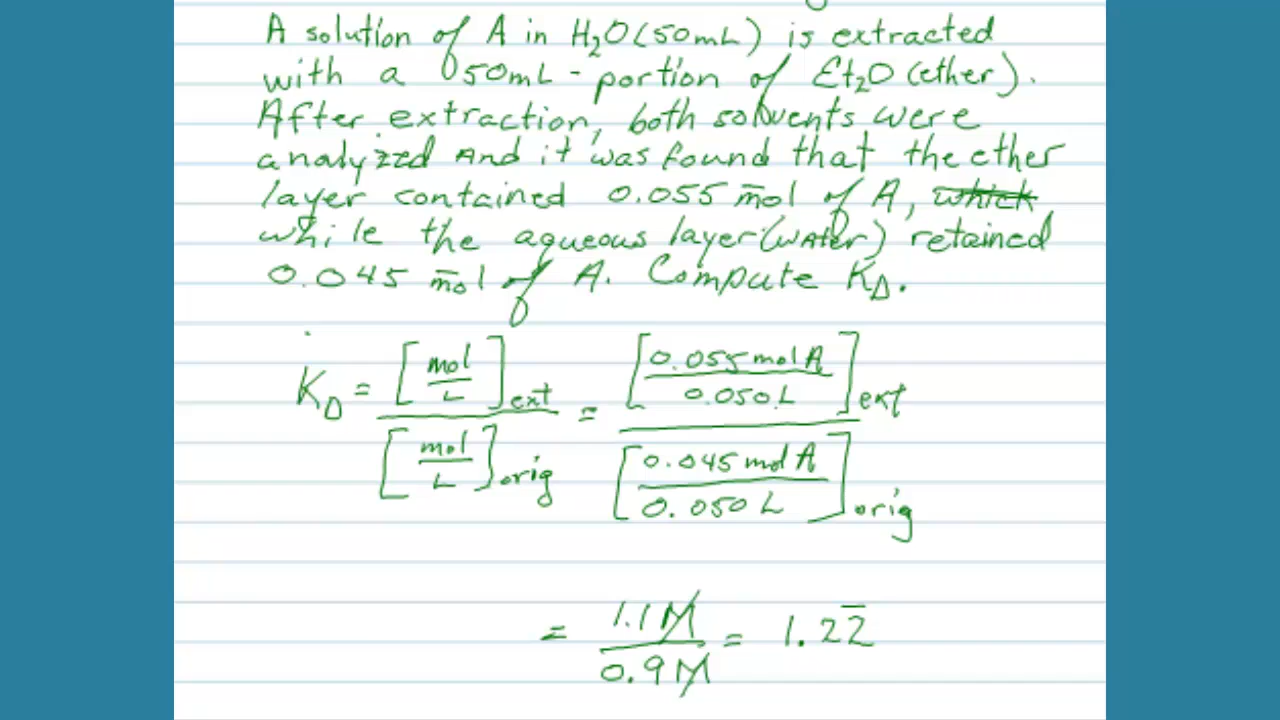 A solution of A in H₂O (50mL) is extracted
with a 50mL-portion of Et₂O (ether).
After extraction, both solvents were
analyized And it was found that the ether
layer contained 0.055 mol of A, which
while the aqueous layer (water) retained
0.045 mol of A. Compute K_D.
K_D = [mol/L]ext / [mol/L]orig = [0.055 mol A / 0.050 L]ext / [0.045 mol A / 0.050 L]orig
= 1.1 M / 0.9 M = 1.22̅